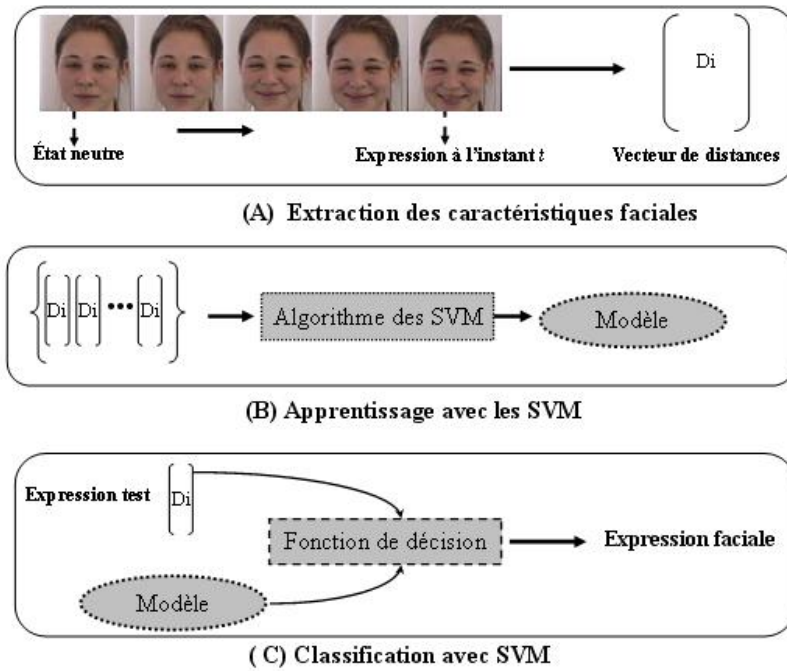 Di
État neutre
Expression à l'instant t
Vecteur de distances
(A) Extraction des caractéristiques faciales
Di Di ••• Di
Algorithme des SVM
Modèle
(B) Apprentissage avec les SVM
Expression test
Di
Fonction de décision
Expression faciale
Modèle
( C) Classification avec SVM